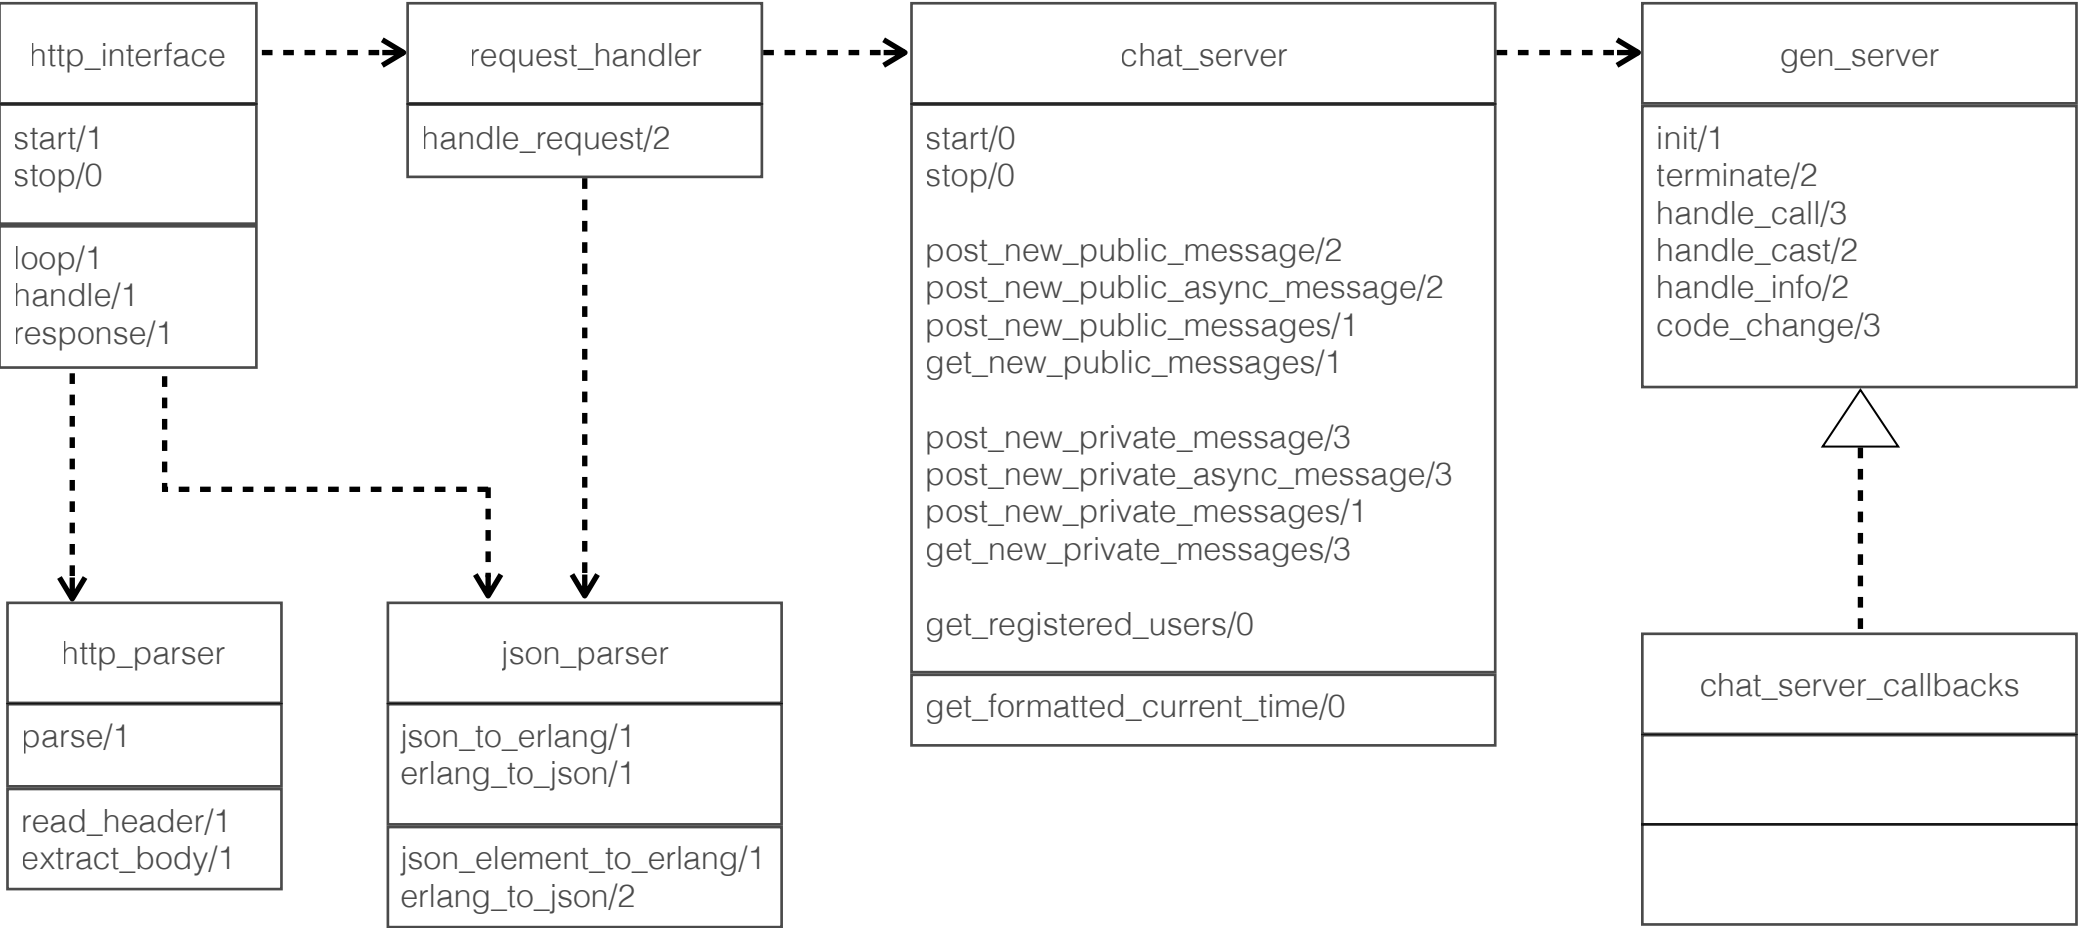 http_interface
start/1
stop/0
loop/1
handle/1
response/1
request_handler
handle_request/2
chat_server
start/0
stop/0
post_new_public_message/2
post_new_public_async_message/2
post_new_public_messages/1
get_new_public_messages/1
post_new_private_message/3
post_new_private_async_message/3
post_new_private_messages/1
get_new_private_messages/3
get_registered_users/0
get_formatted_current_time/0
gen_server
init/1
terminate/2
handle_call/3
handle_cast/2
handle_info/2
code_change/3
http_parser
parse/1
read_header/1
extract_body/1
json_parser
json_to_erlang/1
erlang_to_json/1
json_element_to_erlang/1
erlang_to_json/2
chat_server_callbacks